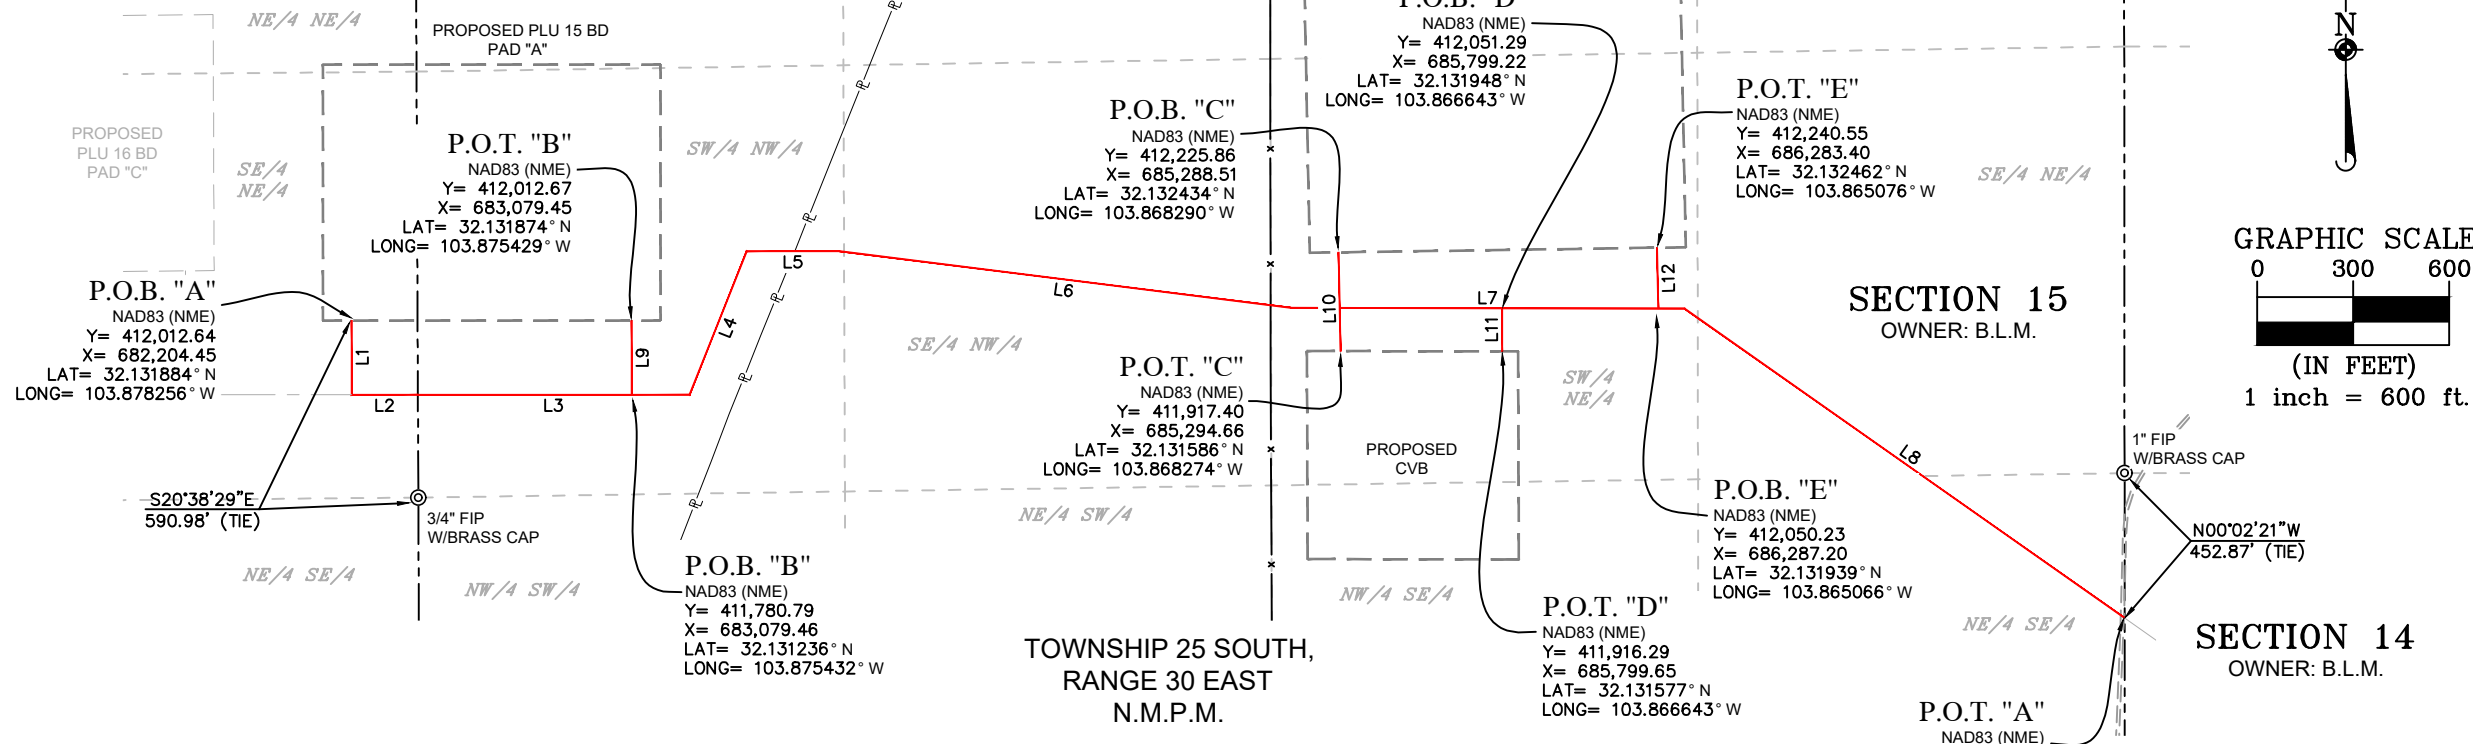 NE/4 NE/4
PROPOSED PLU 15 BD
PAD "A"
PROPOSED
PLU 16 BD
PAD "C"
SE/4
NE/4
P.O.T. "B"
NAD83 (NME)
Y= 412,012.67
X= 683,079.45
LAT= 32.131874° N
LONG= 103.875429° W
SW/4 NW/4
P.O.B. "A"
NAD83 (NME)
Y= 412,012.64
X= 682,204.45
LAT= 32.131884° N
LONG= 103.878256° W
L1
L2
L3
L9
L4
L5
L6
S20°38'29"E
590.98' (TIE)
3/4" FIP
W/BRASS CAP
NE/4 SE/4
NW/4 SW/4
P.O.B. "B"
NAD83 (NME)
Y= 411,780.79
X= 683,079.46
LAT= 32.131236° N
LONG= 103.875432° W
PL
PL
PL
PL
PL
PL
SE/4 NW/4
NE/4 SW/4
P.O.B. "C"
NAD83 (NME)
Y= 412,225.86
X= 685,288.51
LAT= 32.132434° N
LONG= 103.868290° W
P.O.B. "D"
NAD83 (NME)
Y= 412,051.29
X= 685,799.22
LAT= 32.131948° N
LONG= 103.866643° W
P.O.T. "E"
NAD83 (NME)
Y= 412,240.55
X= 686,283.40
LAT= 32.132462° N
LONG= 103.865076° W
SE/4 NE/4
L10
L7
L11
L12
P.O.T. "C"
NAD83 (NME)
Y= 411,917.40
X= 685,294.66
LAT= 32.131586° N
LONG= 103.868274° W
SW/4
NE/4
PROPOSED
CVB
SECTION 15
OWNER: B.L.M.
L8
P.O.B. "E"
NAD83 (NME)
Y= 412,050.23
X= 686,287.20
LAT= 32.131939° N
LONG= 103.865066° W
NW/4 SE/4
P.O.T. "D"
NAD83 (NME)
Y= 411,916.29
X= 685,799.65
LAT= 32.131577° N
LONG= 103.866643° W
TOWNSHIP 25 SOUTH,
RANGE 30 EAST
N.M.P.M.
NE/4 SE/4
P.O.T. "A"
NAD83 (NME)
N
GRAPHIC SCALE
0 300 600
(IN FEET)
1 inch = 600 ft.
1" FIP
W/BRASS CAP
N00°02'21"W
452.87' (TIE)
SECTION 14
OWNER: B.L.M.